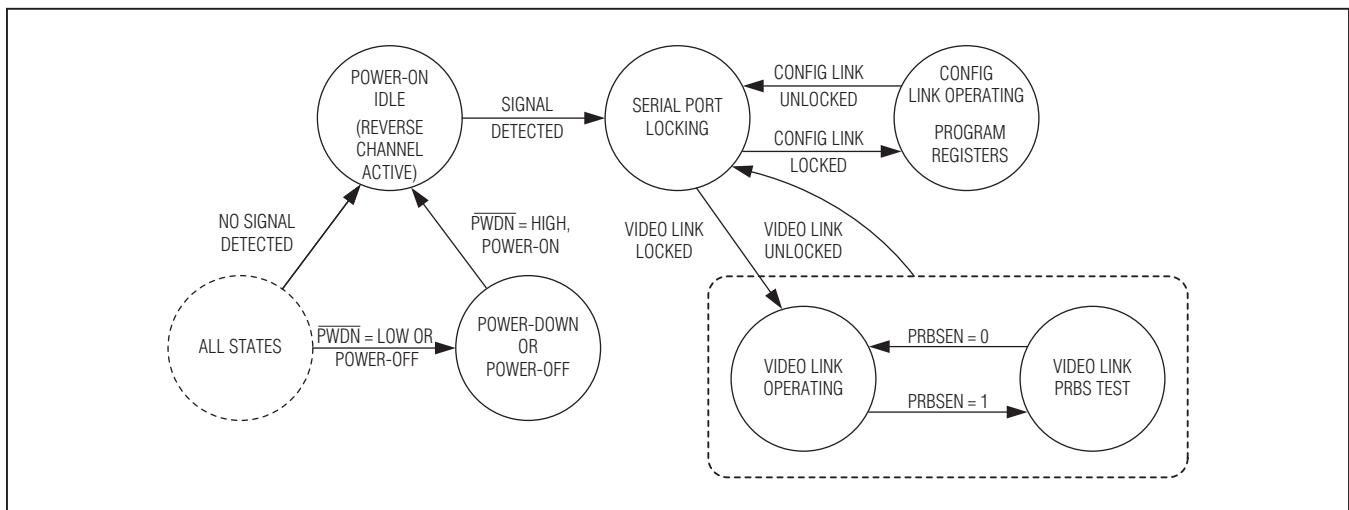 POWER-ON
IDLE
(REVERSE
CHANNEL
ACTIVE)
SIGNAL
DETECTED
SERIAL PORT
LOCKING
CONFIG LINK
UNLOCKED
CONFIG LINK
LOCKED
CONFIG
LINK OPERATING
PROGRAM
REGISTERS
NO SIGNAL
DETECTED
P̅W̅D̅N̅ = HIGH,
POWER-ON
VIDEO LINK
LOCKED
VIDEO LINK
UNLOCKED
ALL STATES
P̅W̅D̅N̅ = LOW OR
POWER-OFF
POWER-DOWN
OR
POWER-OFF
VIDEO LINK
OPERATING
PRBSEN = 0
PRBSEN = 1
VIDEO LINK
PRBS TEST